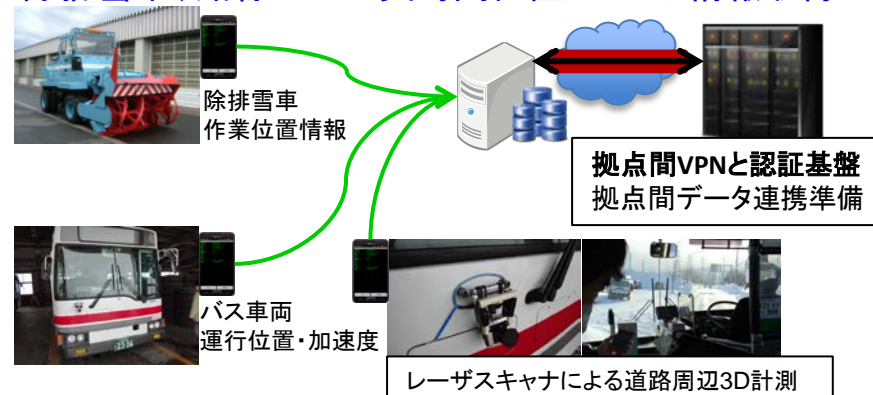 除排雪車
作業位置情報
拠点間VPNと認証基盤
拠点間データ連携準備
バス車両
運行位置・加速度
レーザスキャナによる道路周辺3D計測